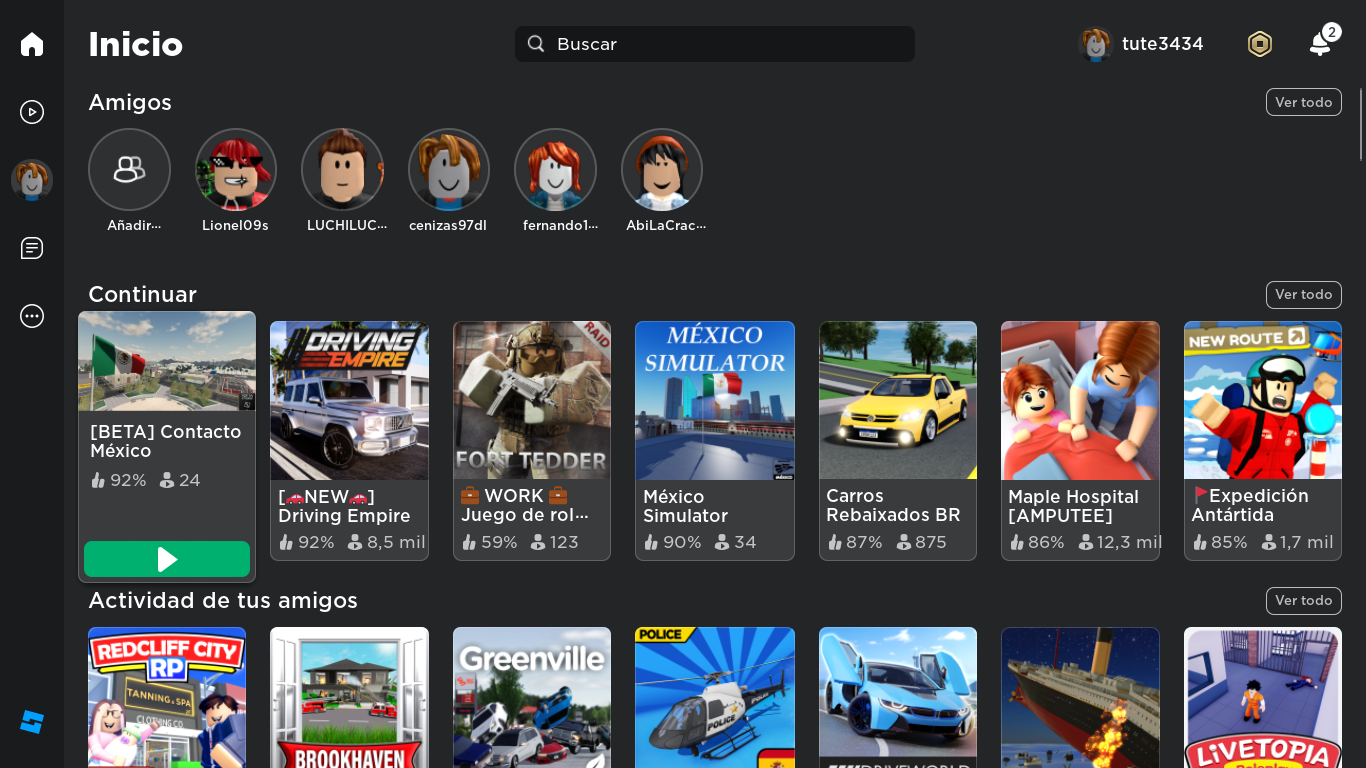 Inicio
Buscar
tute3434
2
Amigos
Ver todo
Añadir...
Lionel09s
LUCHILUC...
cenizas97dl
fernando1...
AbiLaCrac...
Continuar
Ver todo
[BETA] Contacto
México
92% 24
DRIVING
EMPIRE
[🚗NEW🚗]
Driving Empire
92% 8,5 mil
RAID
FORT TEDDER
💼 WORK 💼
Juego de rol...
59% 123
MÉXICO
SIMULATOR
México
Simulator
90% 34
Carros
Rebaixados BR
87% 875
Maple Hospital
[AMPUTEE]
86% 12,3 mil
NEW ROUTE
🚩Expedición
Antártida
85% 1,7 mil
Actividad de tus amigos
Ver todo
REDCLIFF CITY
RP
TANNING & SPA
CLOTHING CO.
BROOKHAVEN
Greenville
POLICE
POLICE
DRIVEWORLD
LIVETOPIA
Roleplay